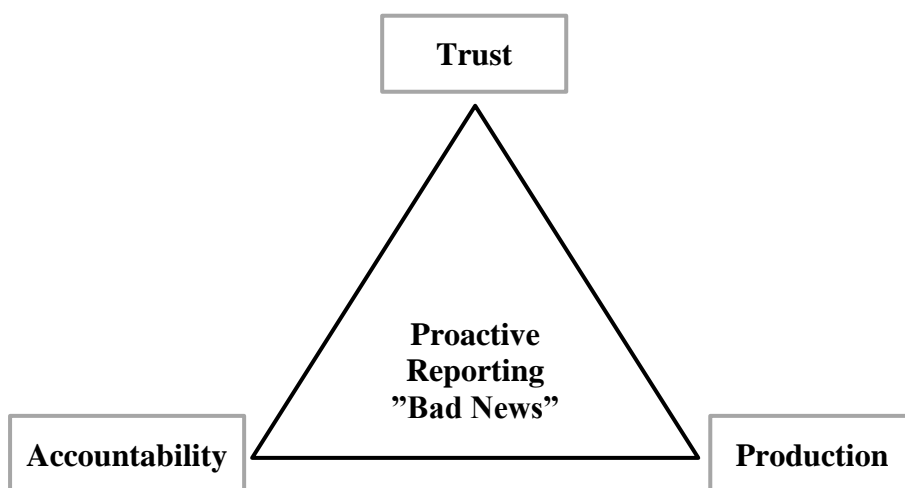 Trust
Proactive
Reporting
”Bad News”
Accountability
Production